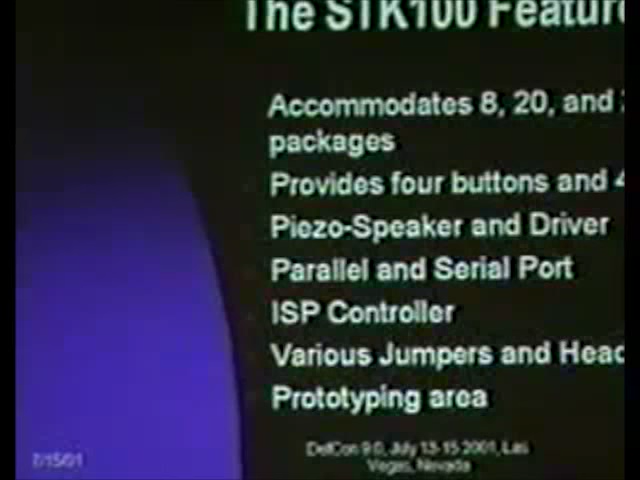 The STK100 Feature
Accommodates 8, 20, and 2
packages
Provides four buttons and 4
Piezo-Speaker and Driver
Parallel and Serial Port
ISP Controller
Various Jumpers and Head
Prototyping area
DefCon 9.0, July 13-15 2001, Las
Vegas, Nevada
7/15/01